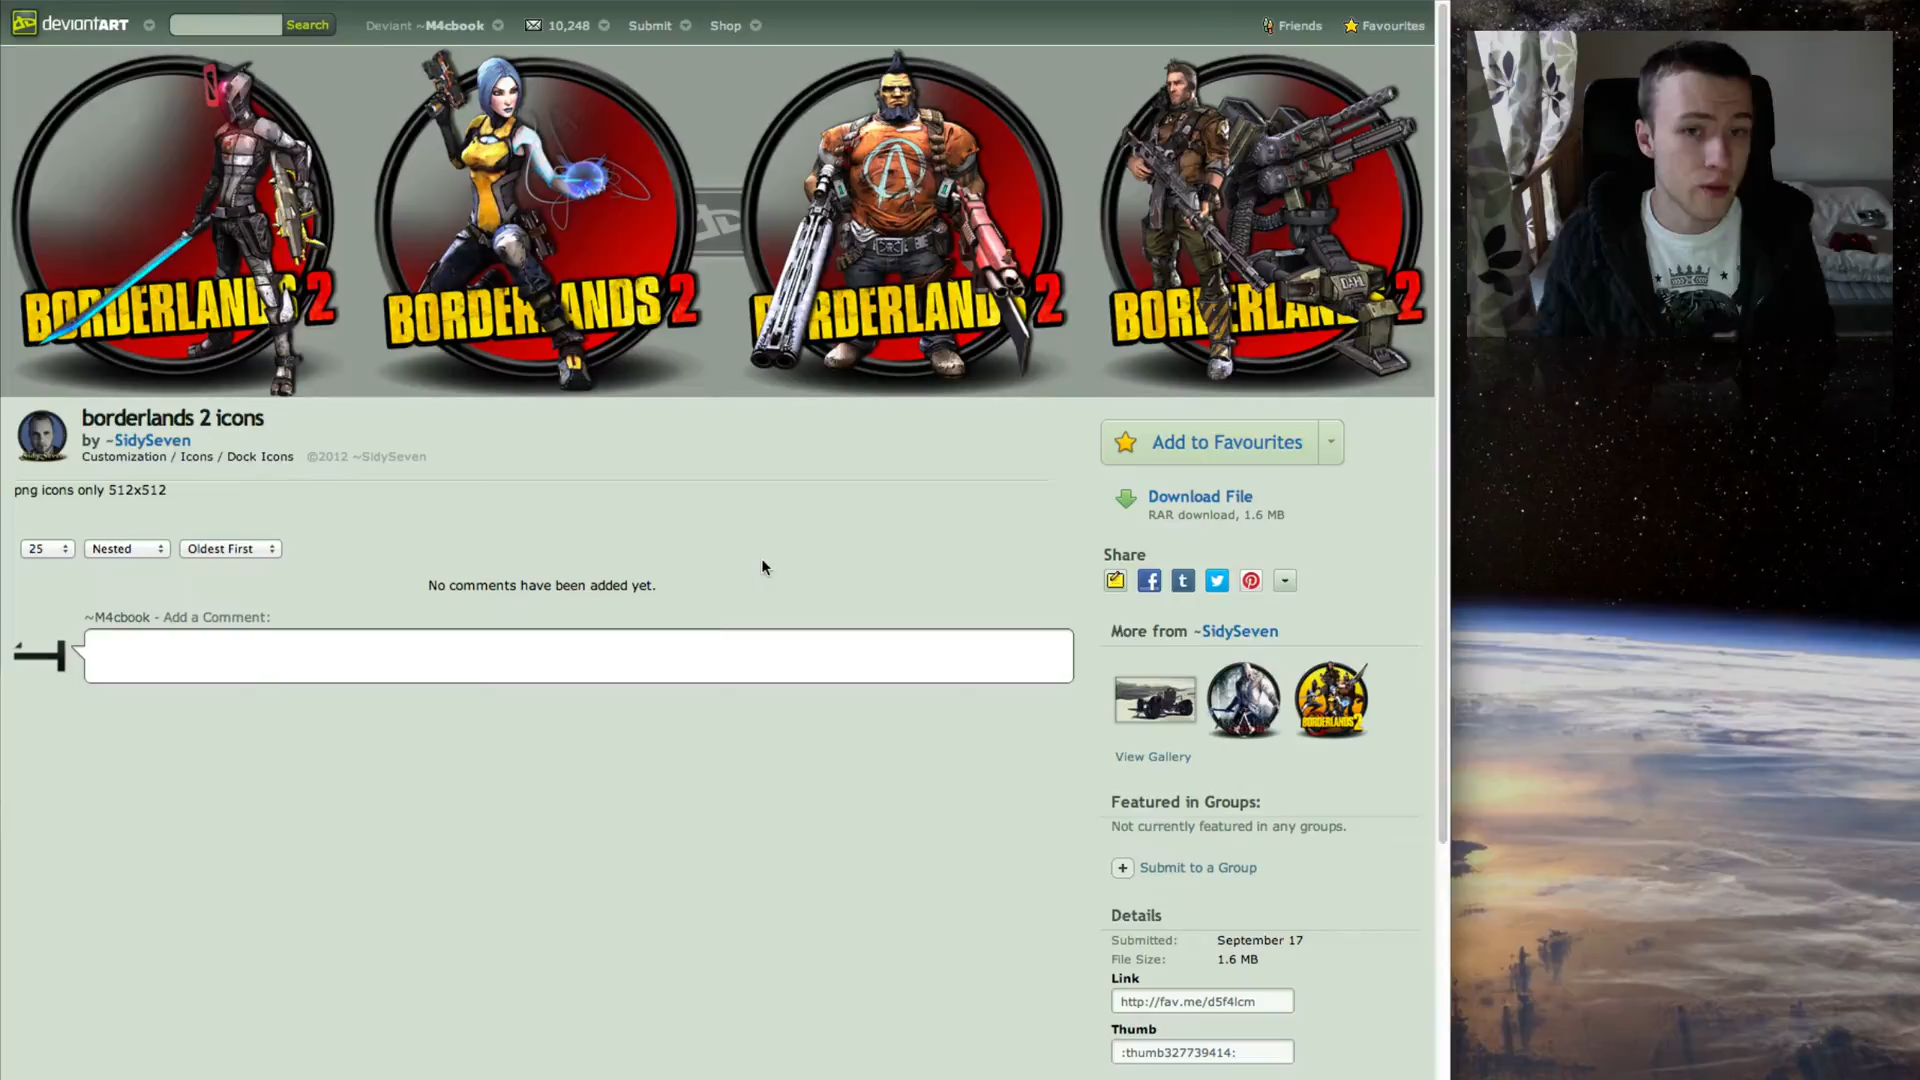 deviantART
Search
Deviant ~M4cbook
10,248
Submit
Shop
Friends
Favourites
BORDERLANDS 2
BORDERLANDS 2
BORDERLANDS 2
BORDERLANDS 2
borderlands 2 icons
by ~SidySeven
Customization / Icons / Dock Icons ©2012 ~SidySeven
png icons only 512x512
25
Nested
Oldest First
No comments have been added yet.
~M4cbook - Add a Comment:
Add to Favourites
Download File
RAR download, 1.6 MB
Share
More from ~SidySeven
BORDERLANDS 2
View Gallery
Featured in Groups:
Not currently featured in any groups.
+ Submit to a Group
Details
Submitted: September 17
File Size: 1.6 MB
Link
http://fav.me/d5f4lcm
Thumb
:thumb327739414: